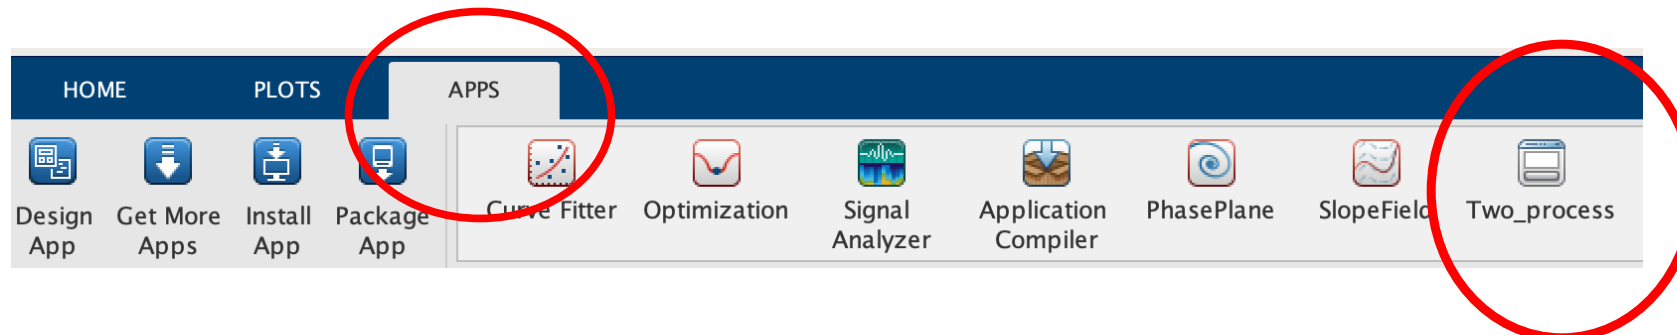 HOME PLOTS APPS
Design Get More Install Package Curve Fitter Optimization Signal Application PhasePlane SlopeField Two_process
App Apps App App Analyzer Compiler